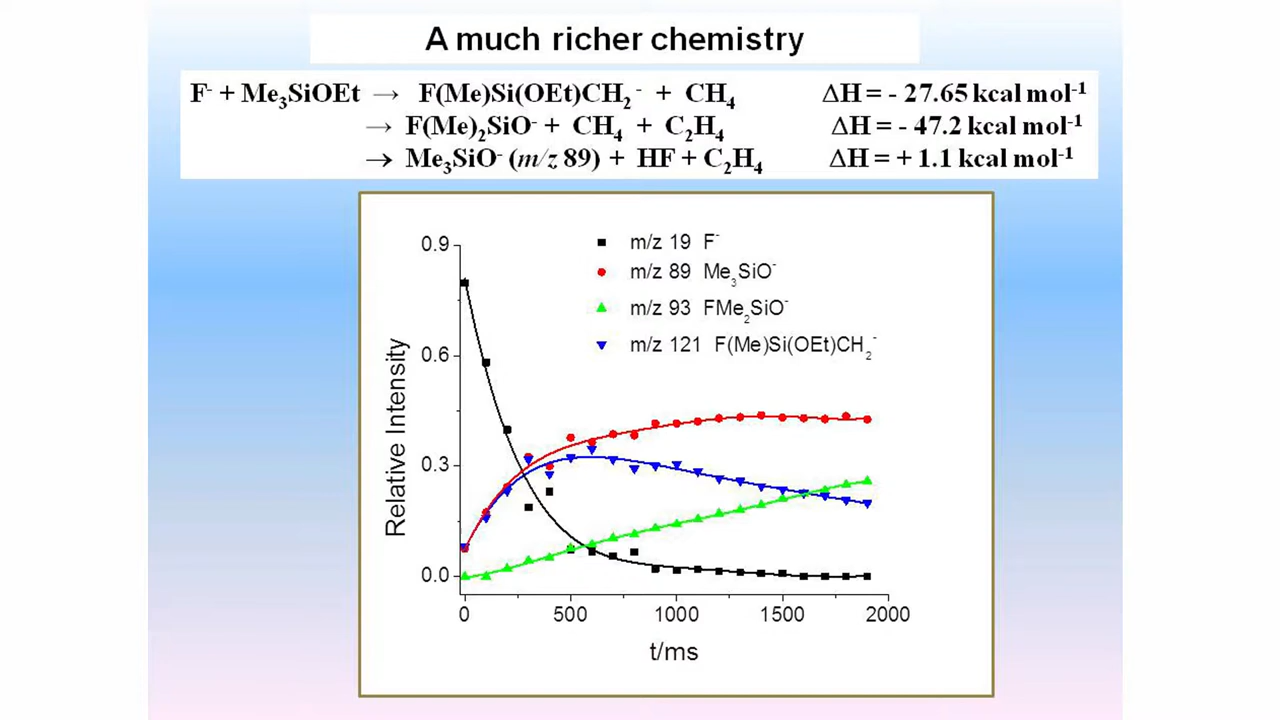 A much richer chemistry
F⁻ + Me₃SiOEt → F(Me)Si(OEt)CH₂⁻ + CH₄ ΔH = - 27.65 kcal mol⁻¹
→ F(Me)₂SiO⁻ + CH₄ + C₂H₄ ΔH = - 47.2 kcal mol⁻¹
→ Me₃SiO⁻ (m/z 89) + HF + C₂H₄ ΔH = + 1.1 kcal mol⁻¹
m/z 19 F⁻
m/z 89 Me₃SiO⁻
m/z 93 FMe₂SiO⁻
m/z 121 F(Me)Si(OEt)CH₂⁻
Relative Intensity
0.9
0.6
0.3
0.0
0 500 1000 1500 2000
t/ms